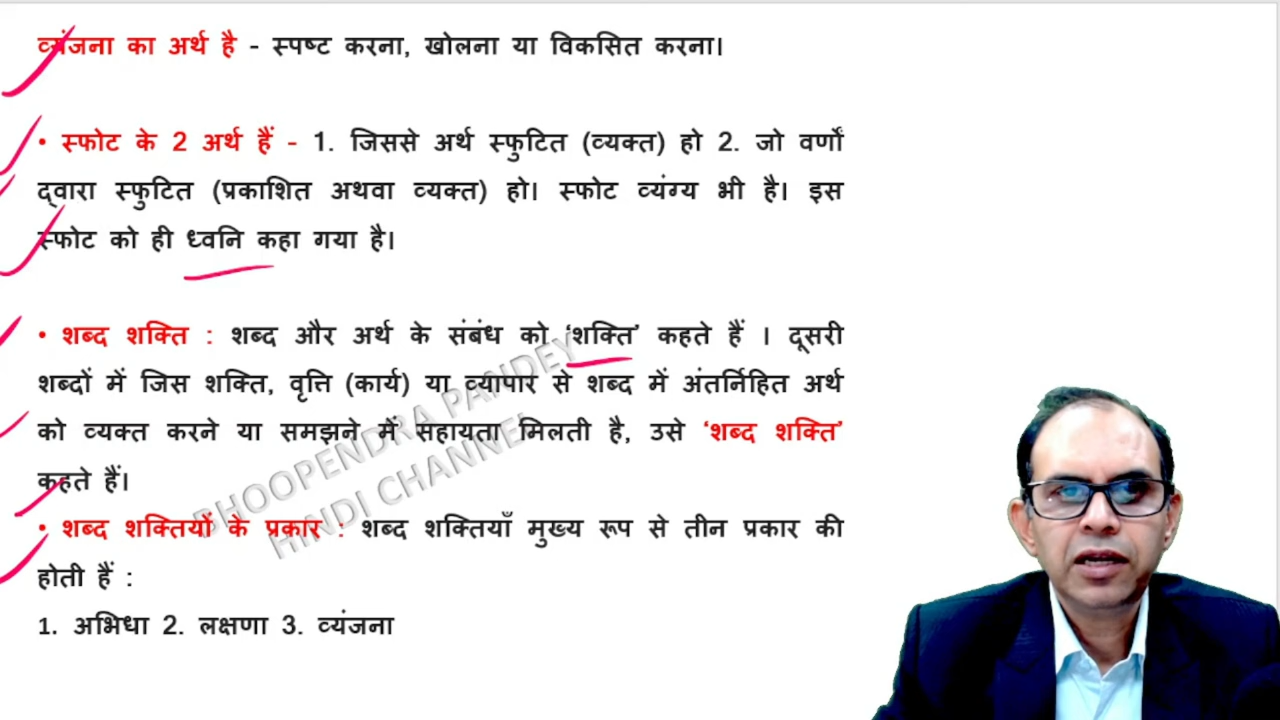 व्यंजना का अर्थ है - स्पष्ट करना, खोलना या विकसित करना।
• स्फोट के 2 अर्थ हैं - 1. जिससे अर्थ स्फुटित (व्यक्त) हो 2. जो वर्णों
द्वारा स्फुटित (प्रकाशित अथवा व्यक्त) हो। स्फोट व्यंग्य भी है। इस
स्फोट को ही ध्वनि कहा गया है।
• शब्द शक्ति : शब्द और अर्थ के संबंध को ‘शक्ति’ कहते हैं । दूसरी
शब्दों में जिस शक्ति, वृत्ति (कार्य) या व्यापार से शब्द में अंतर्निहित अर्थ
को व्यक्त करने या समझने में सहायता मिलती है, उसे ‘शब्द शक्ति’
कहते हैं।
• शब्द शक्तियों के प्रकार : शब्द शक्तियाँ मुख्य रूप से तीन प्रकार की
होती हैं :
1. अभिधा 2. लक्षणा 3. व्यंजना
BHOOPENDRA PANDEY
HINDI CHANNEL